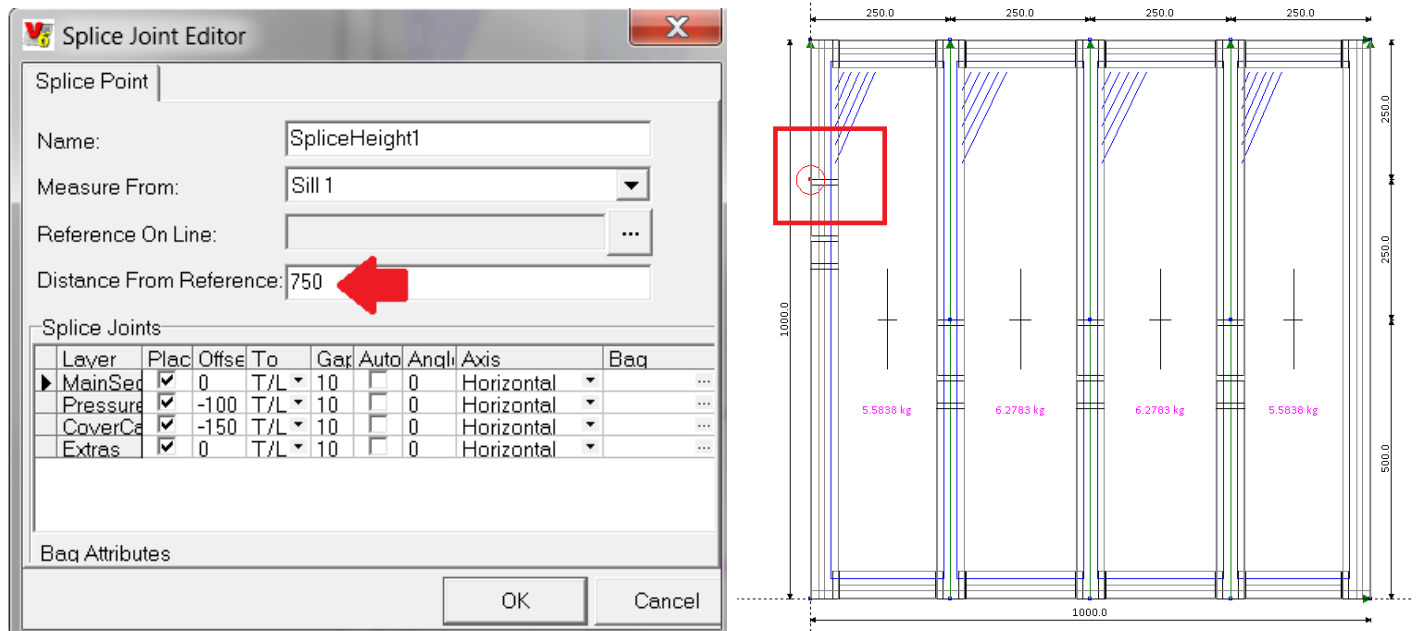 Splice Joint Editor
Splice Point
Name: SpliceHeight1
Measure From: Sill 1
Reference On Line: ...
Distance From Reference: 750
Splice Joints
Layer Plac Offse To Gap Auto Angl Axis Bag
MainSec 0 T/L 10 0 Horizontal ...
Pressure -100 T/L 10 0 Horizontal ...
CoverCa -150 T/L 10 0 Horizontal ...
Extras 0 T/L 10 0 Horizontal ...
Bag Attributes
OK Cancel
250.0 250.0 250.0 250.0
250.0
250.0
1000.0
5.5838 kg 6.2783 kg 6.2783 kg 5.5838 kg
500.0
1000.0